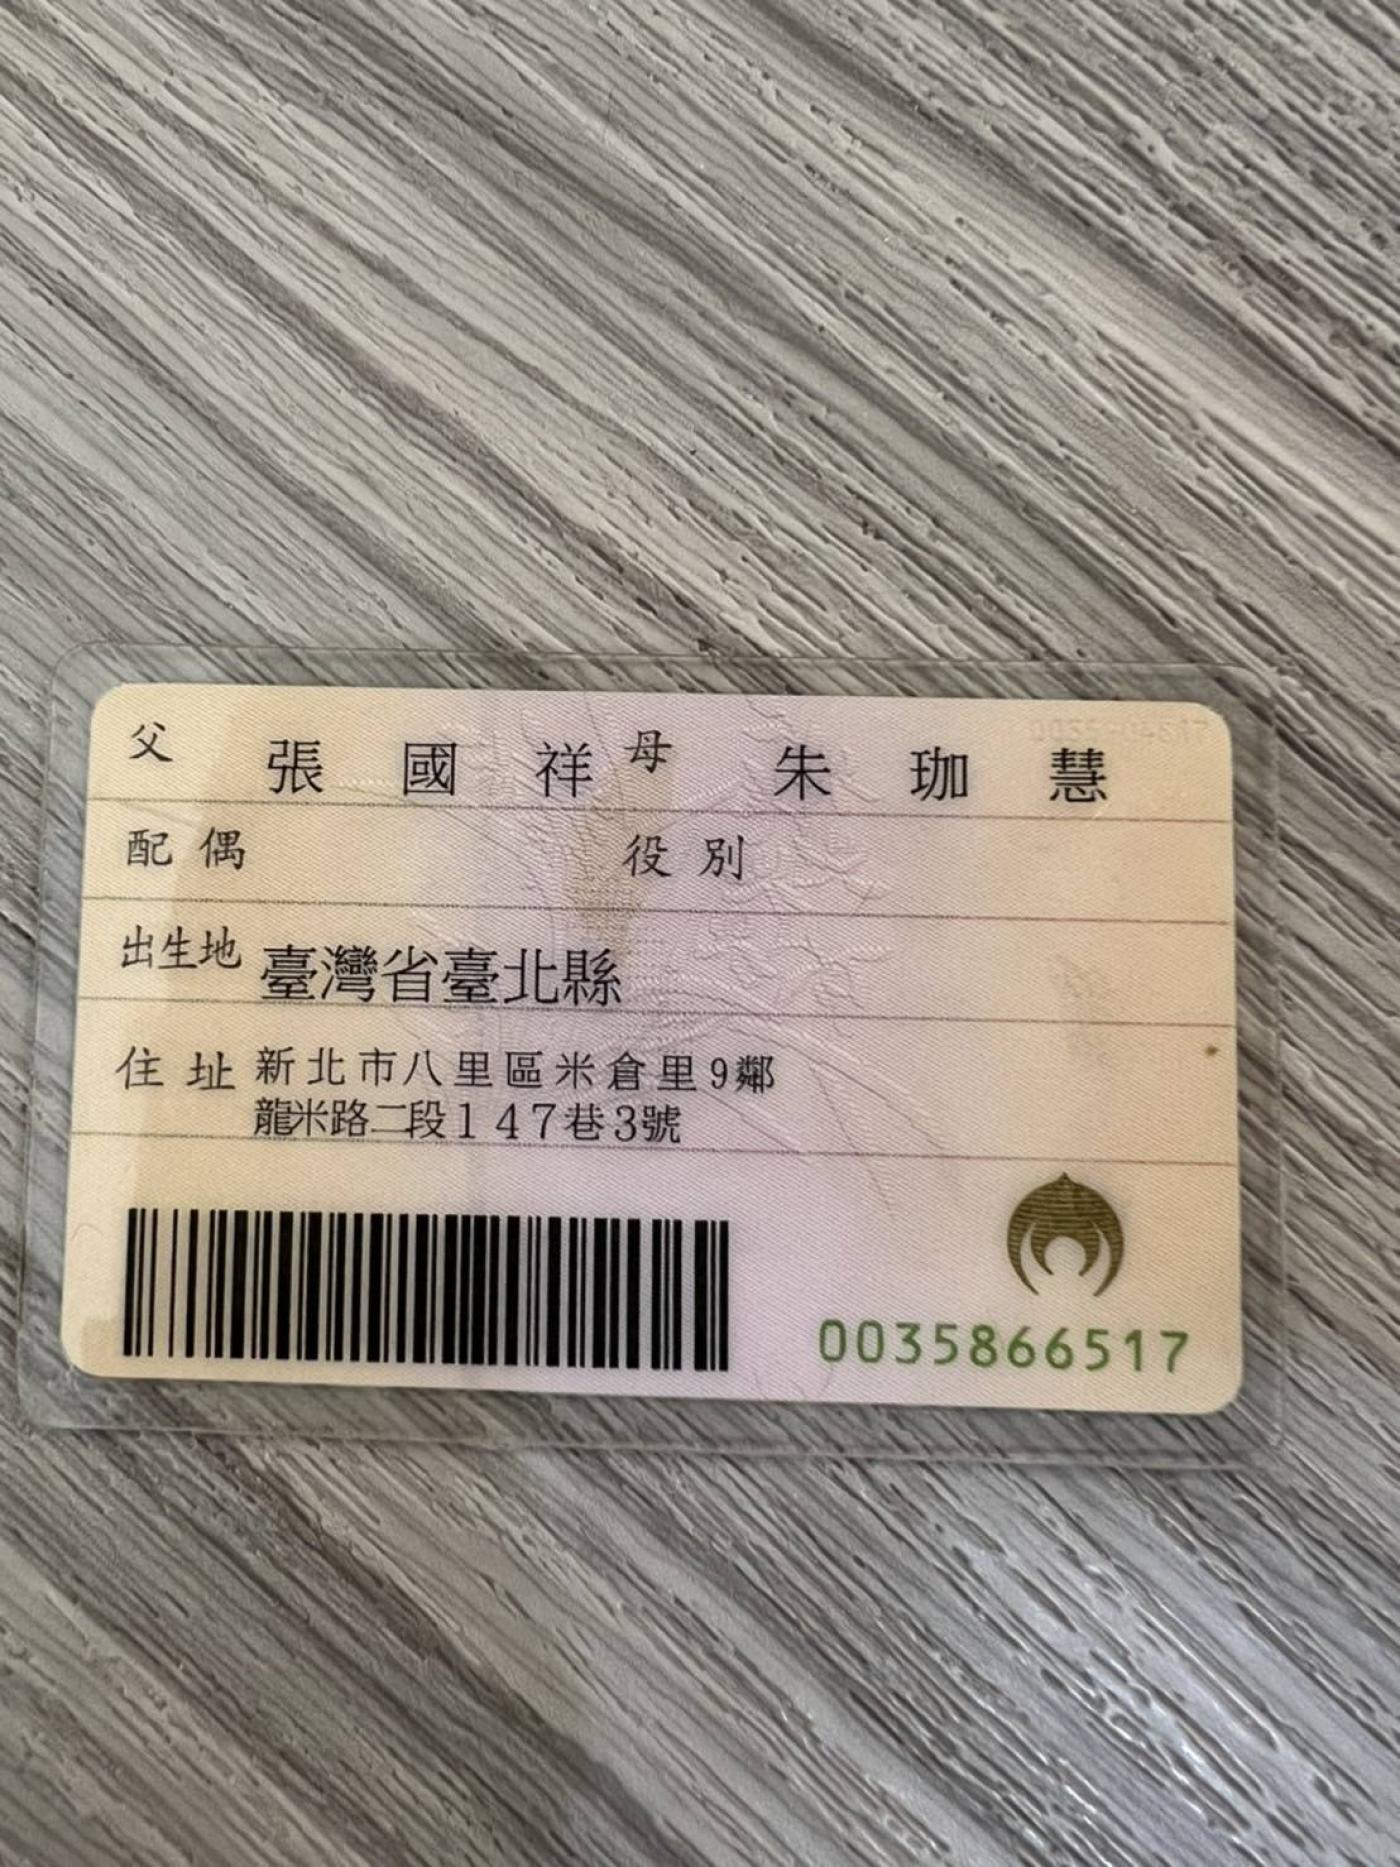 父 張國祥 母 朱珈慧
配偶 役別
出生地 臺灣省臺北縣
住址 新北市八里區米倉里9鄰
龍米路二段147巷3號
0035866517